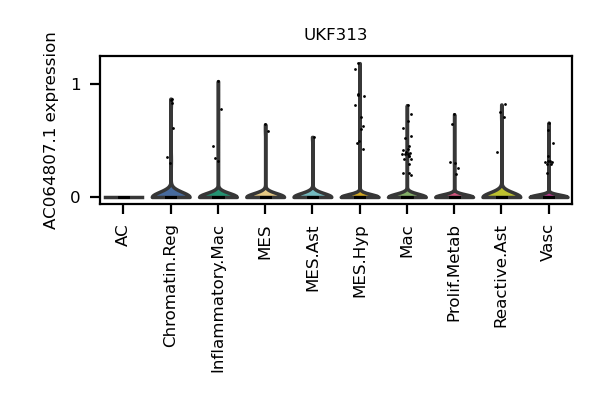 UKF313
AC064807.1 expression
1
0
AC
Chromatin.Reg
Inflammatory.Mac
MES
MES.Ast
MES.Hyp
Mac
Prolif.Metab
Reactive.Ast
Vasc